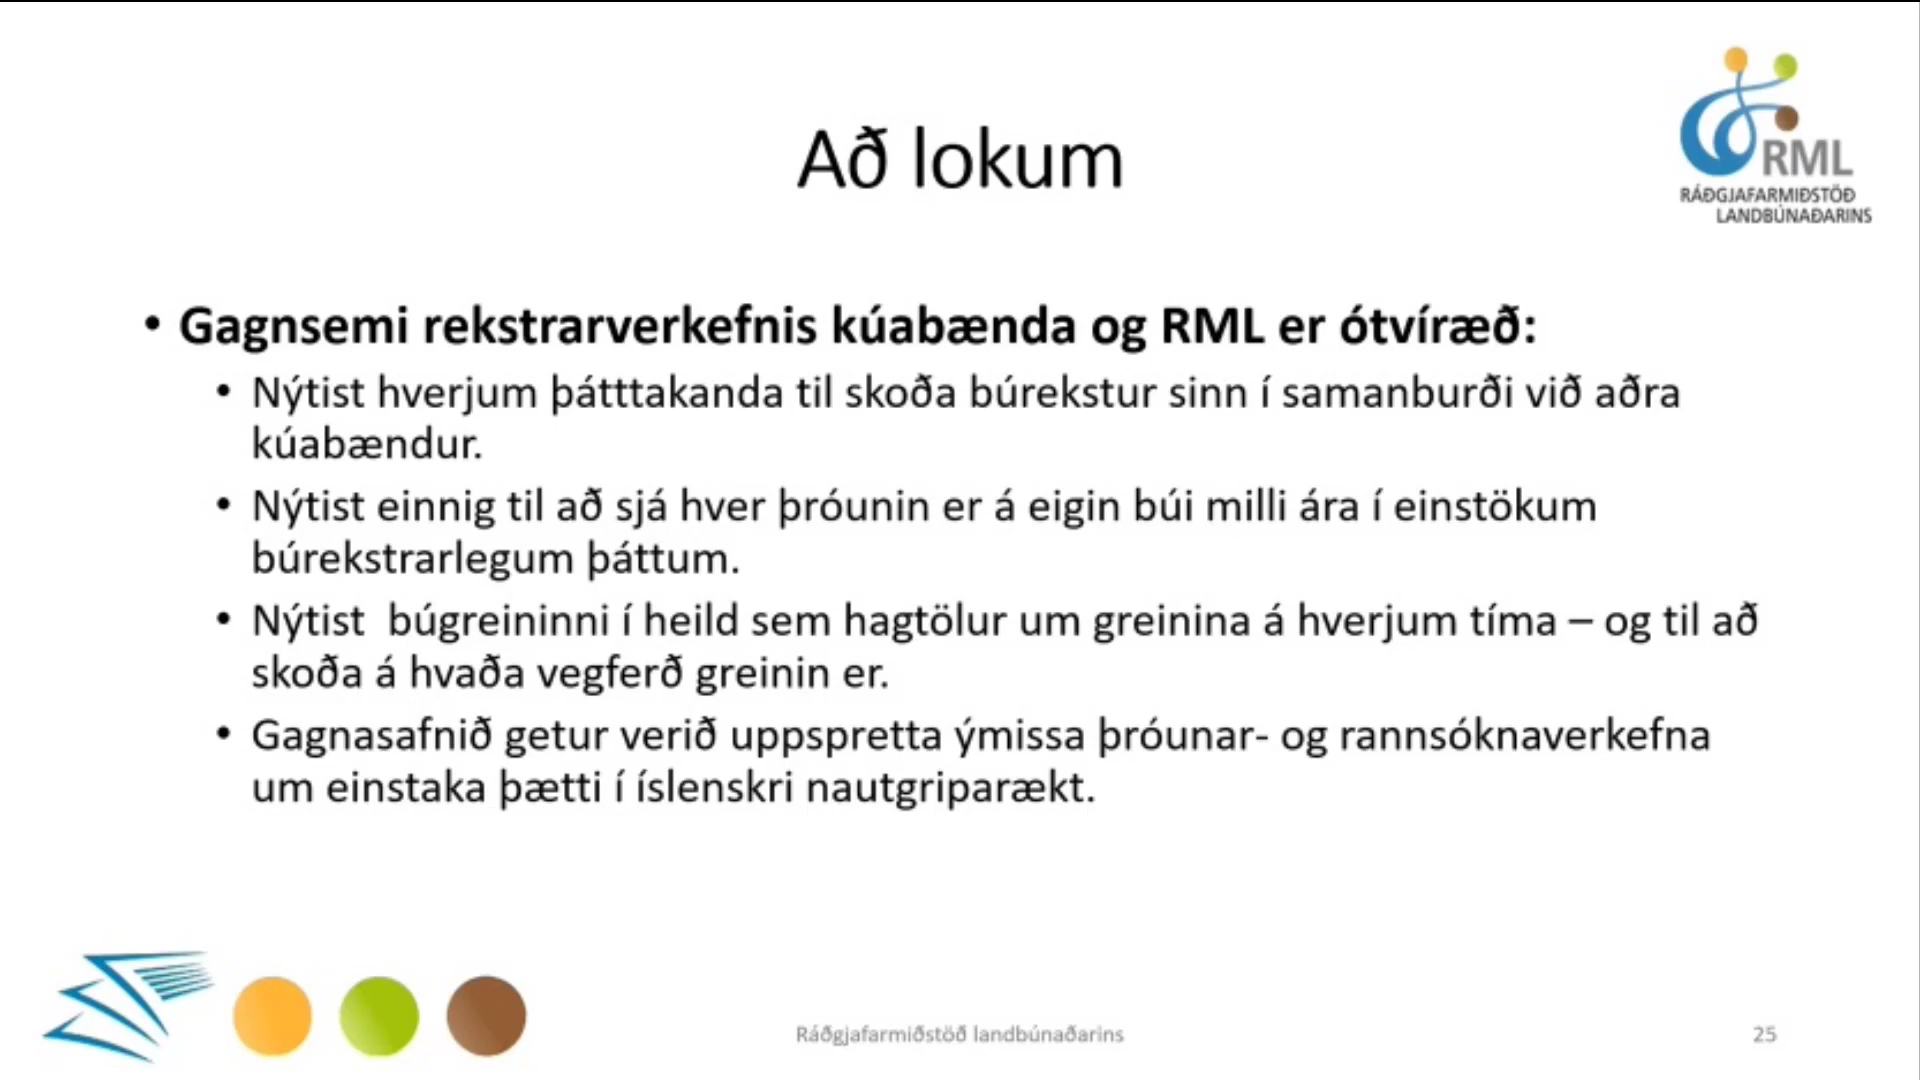 RML
RÁÐGJAFARMIÐSTÖÐ
LANDBÚNAÐARINS
Að lokum
• Gagnsemi rekstrarverkefnis kúabænda og RML er ótvíræð:
• Nýtist hverjum þátttakanda til skoða búrekstur sinn í samanburði við aðra
kúabændur.
• Nýtist einnig til að sjá hver þróunin er á eigin búi milli ára í einstökum
búrekstrarlegum þáttum.
• Nýtist  búgreininni í heild sem hagtölur um greinina á hverjum tíma – og til að
skoða á hvaða vegferð greinin er.
• Gagnasafnið getur verið uppspretta ýmissa þróunar- og rannsóknaverkefna
um einstaka þætti í íslenskri nautgriparækt.
Ráðgjafarmiðstöð landbúnaðarins
25